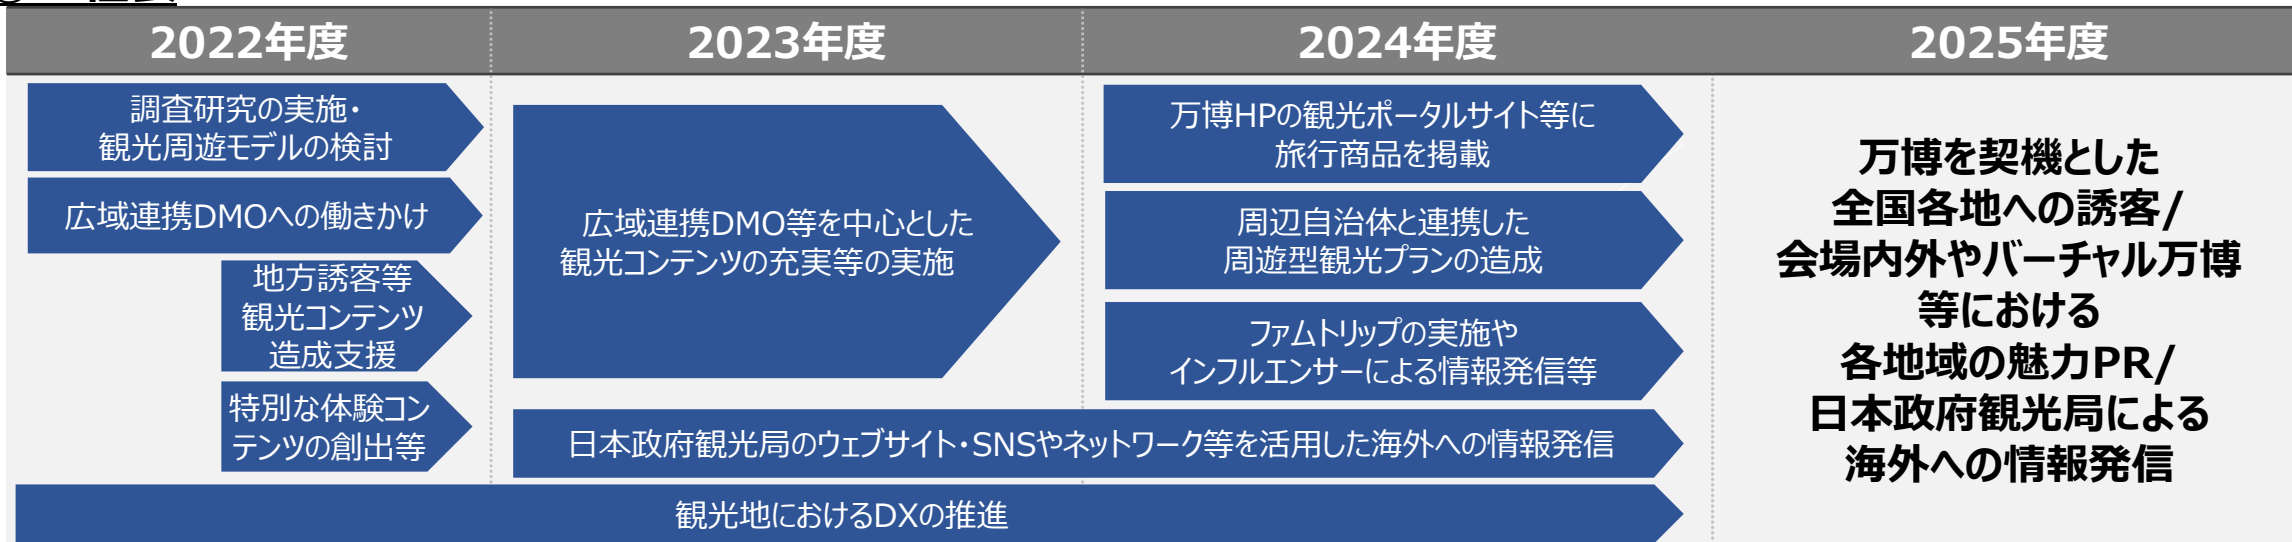 2022年度
2023年度
2024年度
2025年度
調査研究の実施・
観光周遊モデルの検討
広域連携DMOへの働きかけ
地方誘客等
観光コンテンツ
造成支援
特別な体験コン
テンツの創出等
広域連携DMO等を中心とした
観光コンテンツの充実等の実施
万博HPの観光ポータルサイト等に
旅行商品を掲載
周辺自治体と連携した
周遊型観光プランの造成
ファムトリップの実施や
インフルエンサーによる情報発信等
日本政府観光局のウェブサイト・SNSやネットワーク等を活用した海外への情報発信
観光地におけるDXの推進
万博を契機とした
全国各地への誘客/
会場内外やバーチャル万博
等における
各地域の魅力PR/
日本政府観光局による
海外への情報発信